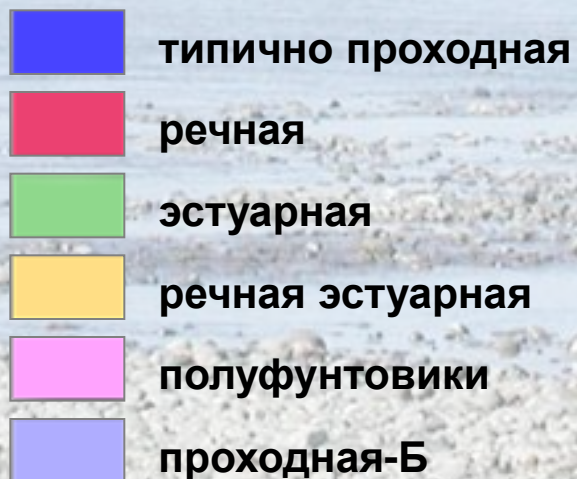 типично проходная
речная
эстуарная
речная эстуарная
полуфунтовики
проходная-Б